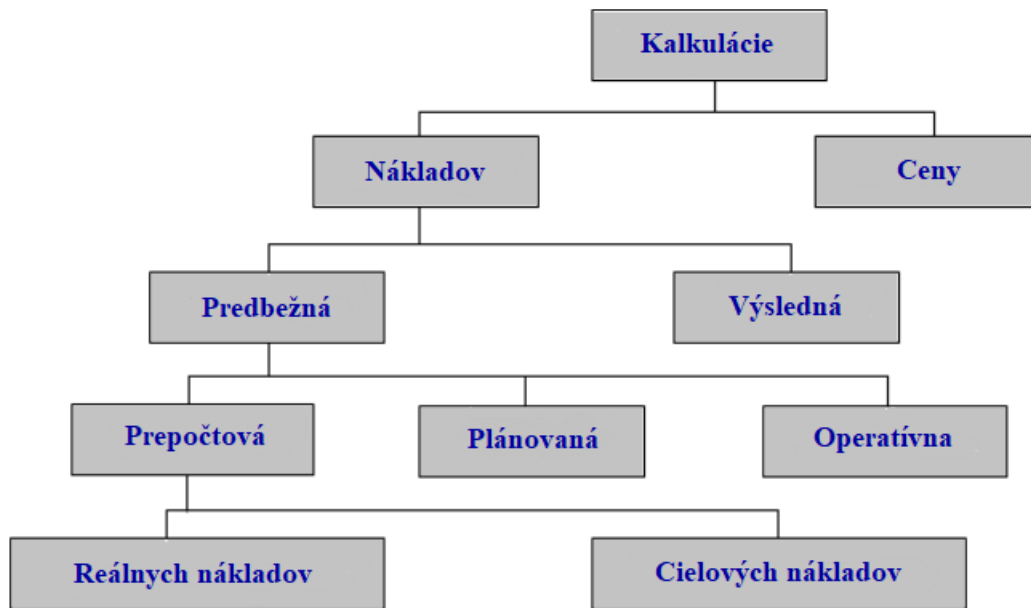 Kalkulácie
Nákladov
Ceny
Predbežná
Výsledná
Prepočtová
Plánovaná
Operatívna
Reálnych nákladov
Cielových nákladov